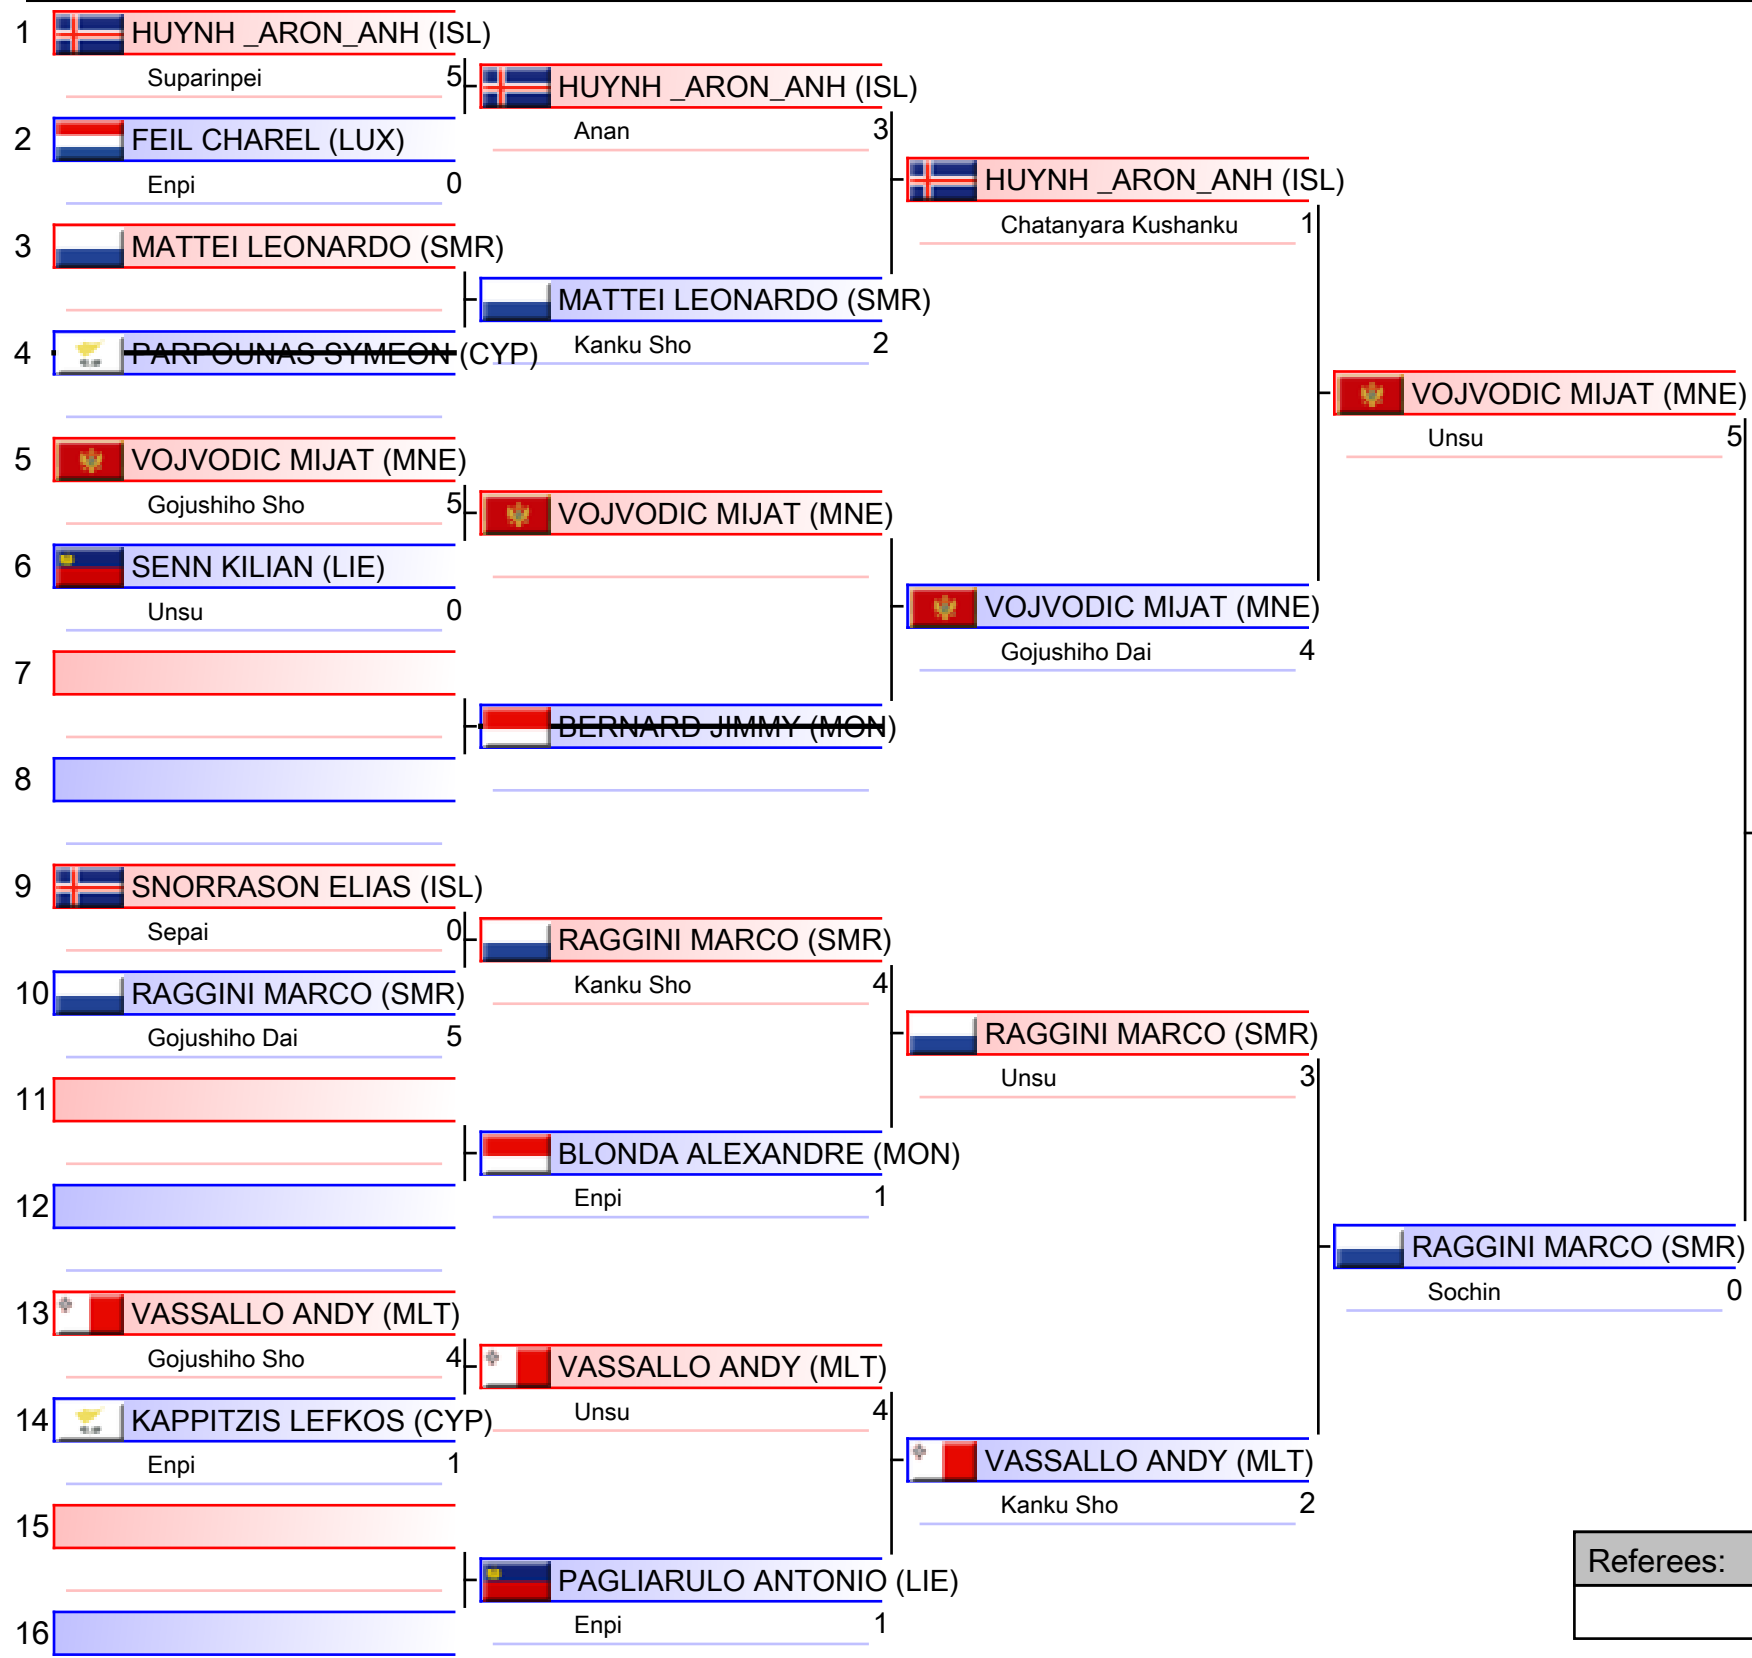 1 HUYNH _ARON_ANH (ISL)
Suparinpei 5
2 FEIL CHAREL (LUX)
Enpi 0
3 MATTEI LEONARDO (SMR)
4 PARPOUNAS SYMEON (CYP)
5 VOJVODIC MIJAT (MNE)
Gojushiho Sho 5
6 SENN KILIAN (LIE)
Unsu 0
7
8
9 SNORRASON ELIAS (ISL)
Sepai 0
10 RAGGINI MARCO (SMR)
Gojushiho Dai 5
11
12
13 VASSALLO ANDY (MLT)
Gojushiho Sho 4
14 KAPPITZIS LEFKOS (CYP)
Enpi 1
15
16
HUYNH _ARON_ANH (ISL)
Anan 3
MATTEI LEONARDO (SMR)
Kanku Sho 2
VOJVODIC MIJAT (MNE)
BERNARD JIMMY (MON)
RAGGINI MARCO (SMR)
Kanku Sho 4
BLONDA ALEXANDRE (MON)
Enpi 1
VASSALLO ANDY (MLT)
Unsu 4
PAGLIARULO ANTONIO (LIE)
Enpi 1
HUYNH _ARON_ANH (ISL)
Chatanyara Kushanku 1
VOJVODIC MIJAT (MNE)
Gojushiho Dai 4
RAGGINI MARCO (SMR)
Unsu 3
VASSALLO ANDY (MLT)
Kanku Sho 2
VOJVODIC MIJAT (MNE)
Unsu 5
RAGGINI MARCO (SMR)
Sochin 0
Referees: